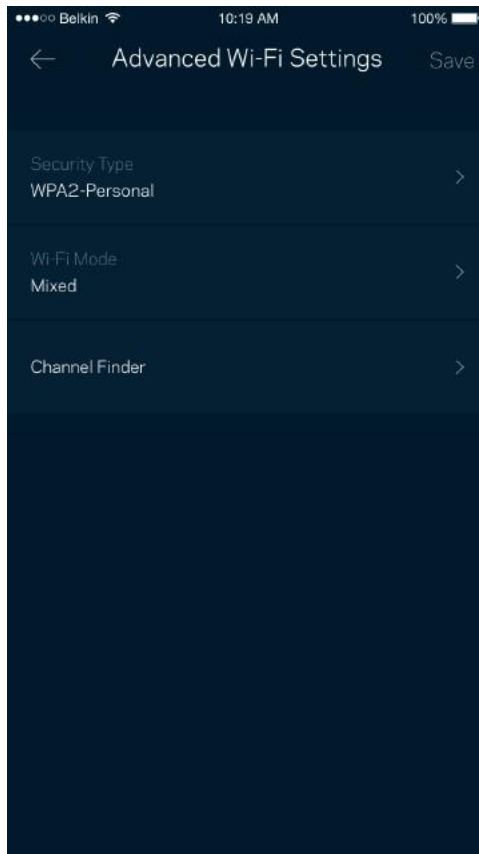 Belkin 10:19 AM 100%
Advanced Wi-Fi Settings Save
Security Type
WPA2-Personal
Wi-Fi Mode
Mixed
Channel Finder